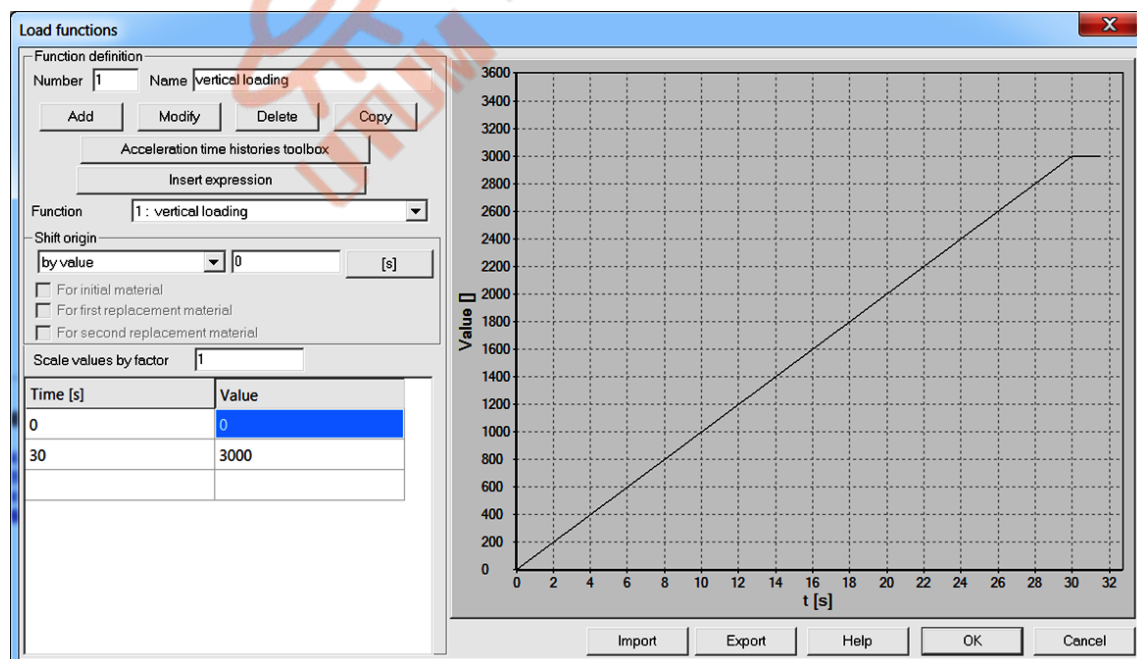 Load functions
X
Function definition
Number 1 Name vertical loading
Add Modify Delete Copy
Acceleration time histories toolbox
Insert expression
Function 1 : vertical loading
Shift origin
by value 0 [s]
For initial material
For first replacement material
For second replacement material
Scale values by factor 1
Time [s] Value
0 0
30 3000
3600
3400
3200
3000
2800
2600
2400
2200
2000
1800
1600
1400
1200
1000
800
600
400
200
0
Value []
0 2 4 6 8 10 12 14 16 18 20 22 24 26 28 30 32
t [s]
Import Export Help OK Cancel
UTUM